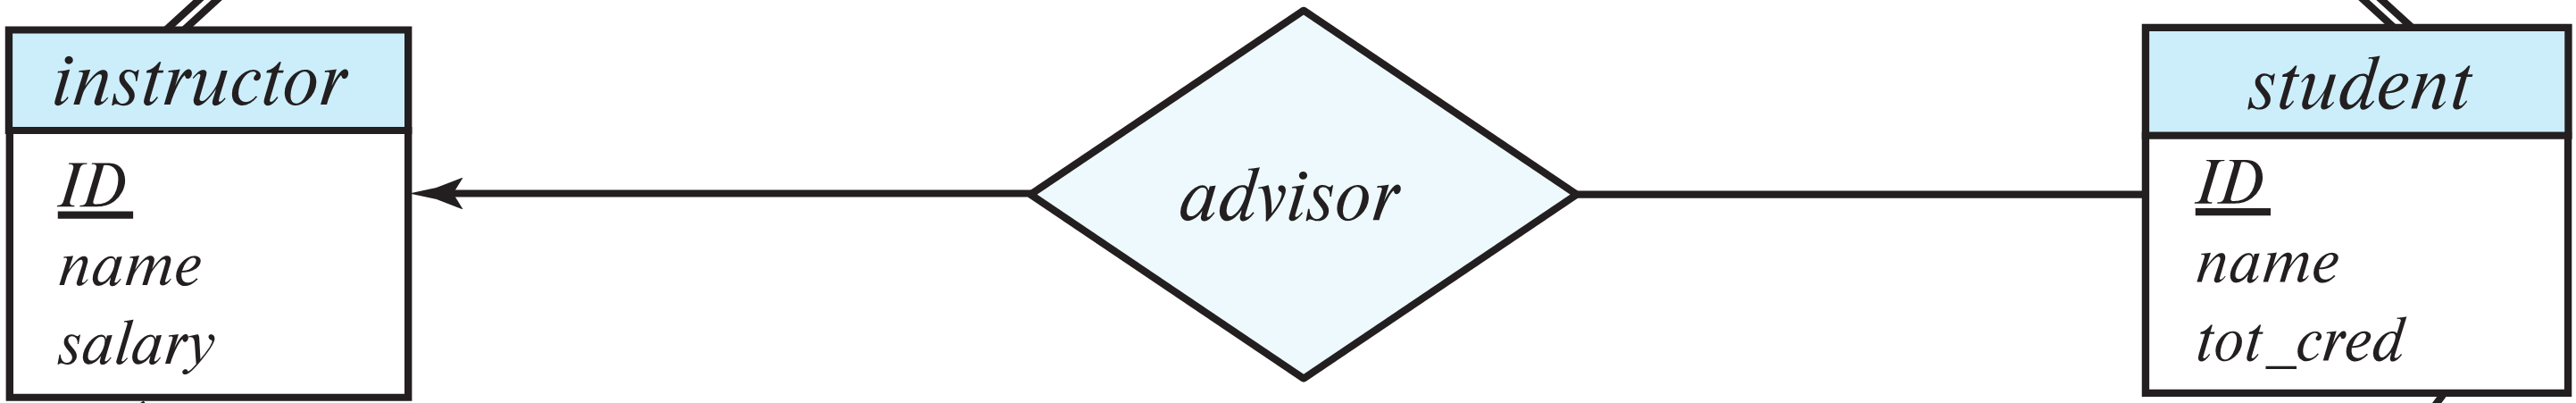 instructor
ID
name
salary
advisor
student
ID
name
tot_cred